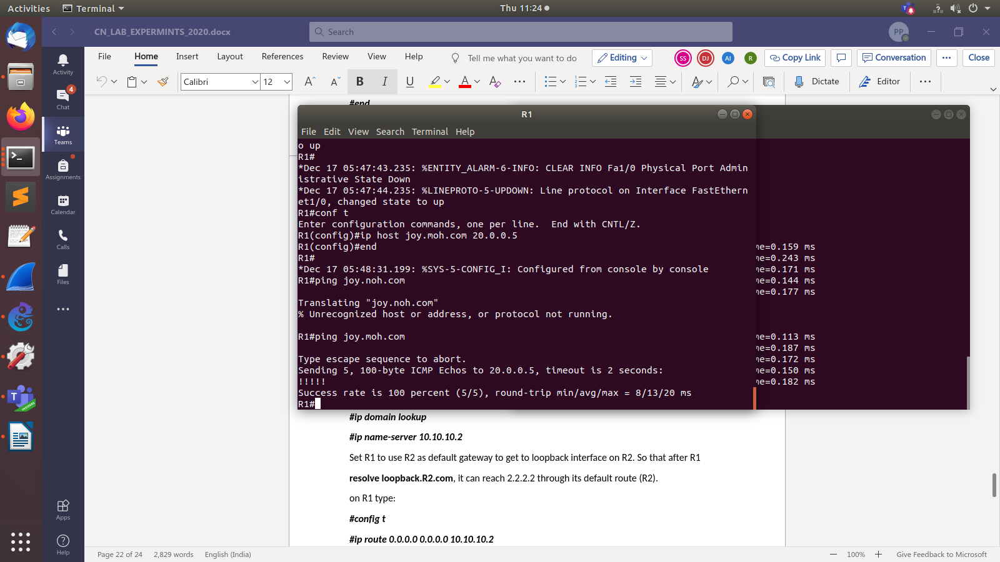 Activities Terminal Thu 11:24
CN_LAB_EXPERMINTS_2020.docx Search PP
File Home Insert Layout References Review View Help Tell me what you want to do Editing SS DJ AI R Copy Link Conversation ... Close
Calibri 12 A A B I U A A ... Dictate Editor ...
Activity
4
Chat
Teams
Assignments
Calendar
Calls
Files
...
Apps
Help
#end
R1
File Edit View Search Terminal Help
o up
R1#
*Dec 17 05:47:43.235: %ENTITY_ALARM-6-INFO: CLEAR INFO Fa1/0 Physical Port Admin
istrative State Down
*Dec 17 05:47:44.235: %LINEPROTO-5-UPDOWN: Line protocol on Interface FastEthern
et1/0, changed state to up
R1#conf t
Enter configuration commands, one per line.  End with CNTL/Z.
R1(config)#ip host joy.moh.com 20.0.0.5
R1(config)#end
R1#
*Dec 17 05:48:31.199: %SYS-5-CONFIG_I: Configured from console by console
R1#ping joy.noh.com
Translating "joy.noh.com"
% Unrecognized host or address, or protocol not running.
R1#ping joy.moh.com
Type escape sequence to abort.
Sending 5, 100-byte ICMP Echos to 20.0.0.5, timeout is 2 seconds:
!!!!!
Success rate is 100 percent (5/5), round-trip min/avg/max = 8/13/20 ms
R1#
me=0.159 ms
me=0.243 ms
me=0.171 ms
me=0.144 ms
me=0.177 ms
me=0.113 ms
me=0.187 ms
me=0.172 ms
me=0.150 ms
me=0.182 ms
#ip domain lookup
#ip name-server 10.10.10.2
Set R1 to use R2 as default gateway to get to loopback interface on R2. So that after R1
resolve loopback.R2.com, it can reach 2.2.2.2 through its default route (R2).
on R1 type:
#config t
#ip route 0.0.0.0 0.0.0.0 10.10.10.2
Page 22 of 24 2,829 words English (India) 100% Give Feedback to Microsoft